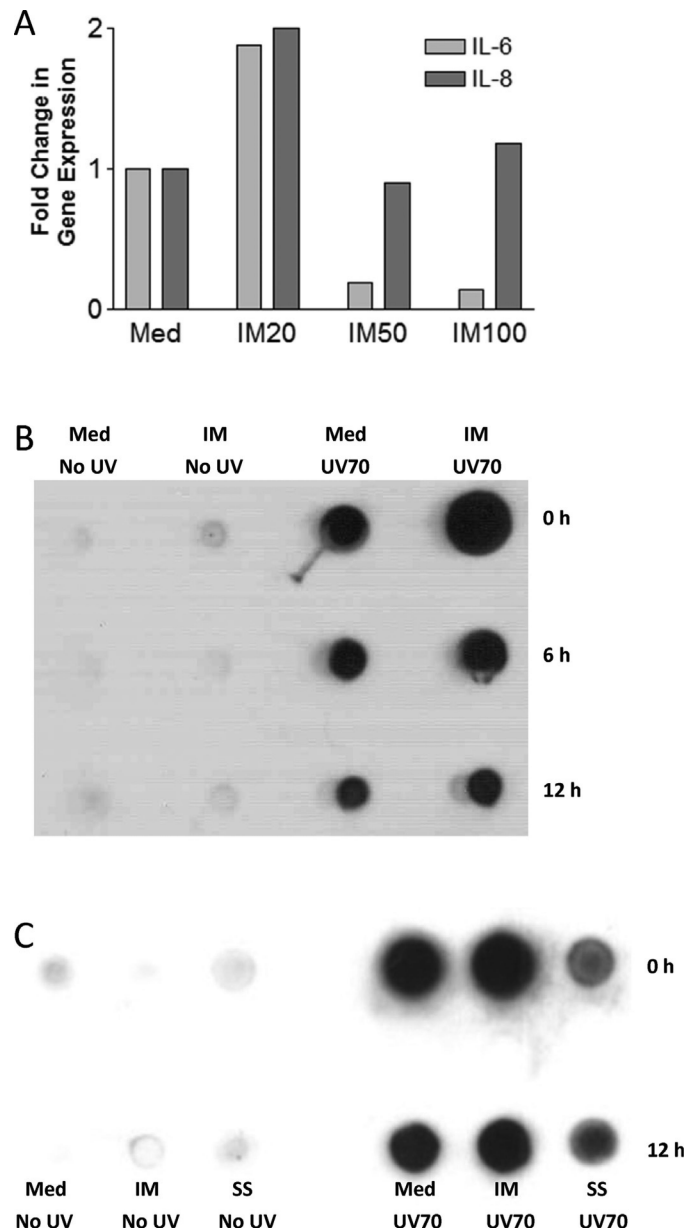 A
Fold Change in
Gene Expression
2
1
0
IL-6
IL-8
Med IM20 IM50 IM100
B
Med IM Med IM
No UV No UV UV70 UV70
0 h
6 h
12 h
C
0 h
12 h
Med IM SS Med IM SS
No UV No UV No UV UV70 UV70 UV70